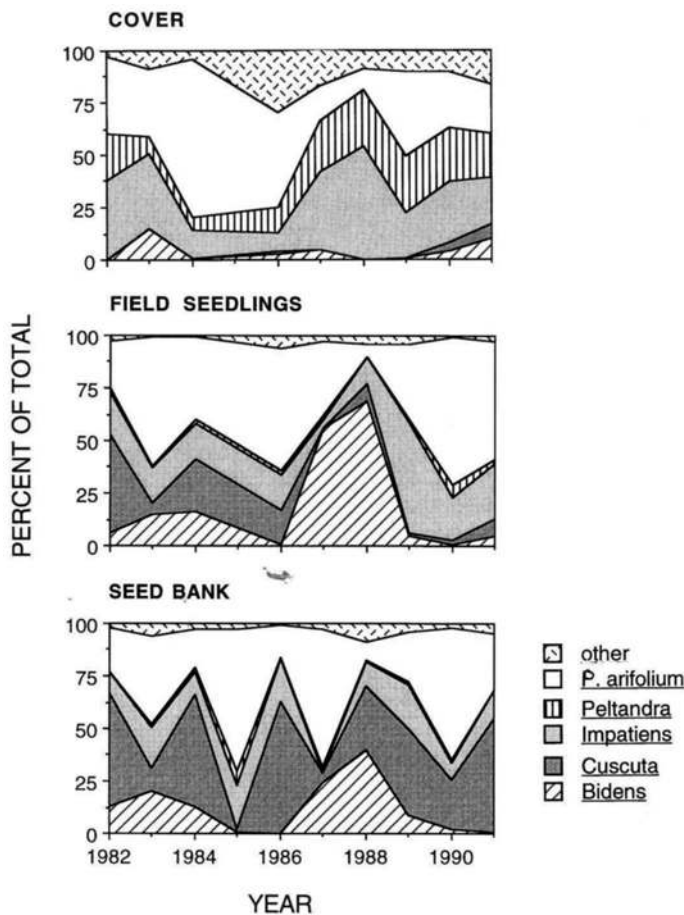 COVER
100
75
50
25
0
FIELD SEEDLINGS
100
75
50
25
0
PERCENT OF TOTAL
SEED BANK
100
75
50
25
0
1982 1984 1986 1988 1990
YEAR
other
P. arifolium
Peltandra
Impatiens
Cuscuta
Bidens